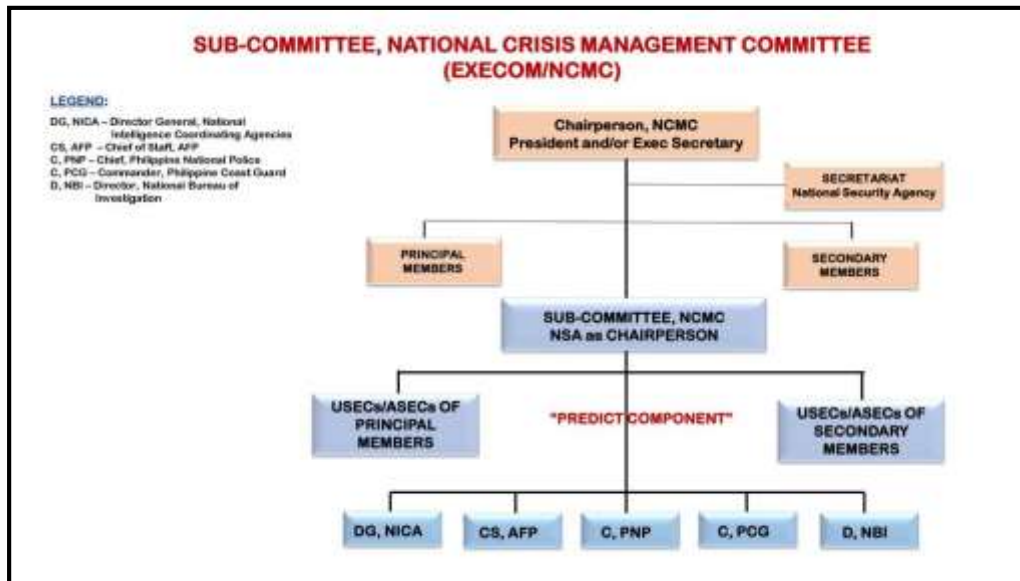 SUB-COMMITTEE, NATIONAL CRISIS MANAGEMENT COMMITTEE
(EXECOM/NCMC)
LEGEND:
DG, NICA – Director General, National
Intelligence Coordinating Agencies
CS, AFP – Chief of Staff, AFP
C, PNP – Chief, Philippine National Police
C, PCG – Commander, Philippine Coast Guard
D, NBI – Director, National Bureau of
Investigation
Chairperson, NCMC
President and/or Exec Secretary
SECRETARIAT
National Security Agency
PRINCIPAL
MEMBERS
SECONDARY
MEMBERS
SUB-COMMITTEE, NCMC
NSA as CHAIRPERSON
USECs/ASECs OF
PRINCIPAL
MEMBERS
"PREDICT COMPONENT"
USECs/ASECs OF
SECONDARY
MEMBERS
DG, NICA
CS, AFP
C, PNP
C, PCG
D, NBI